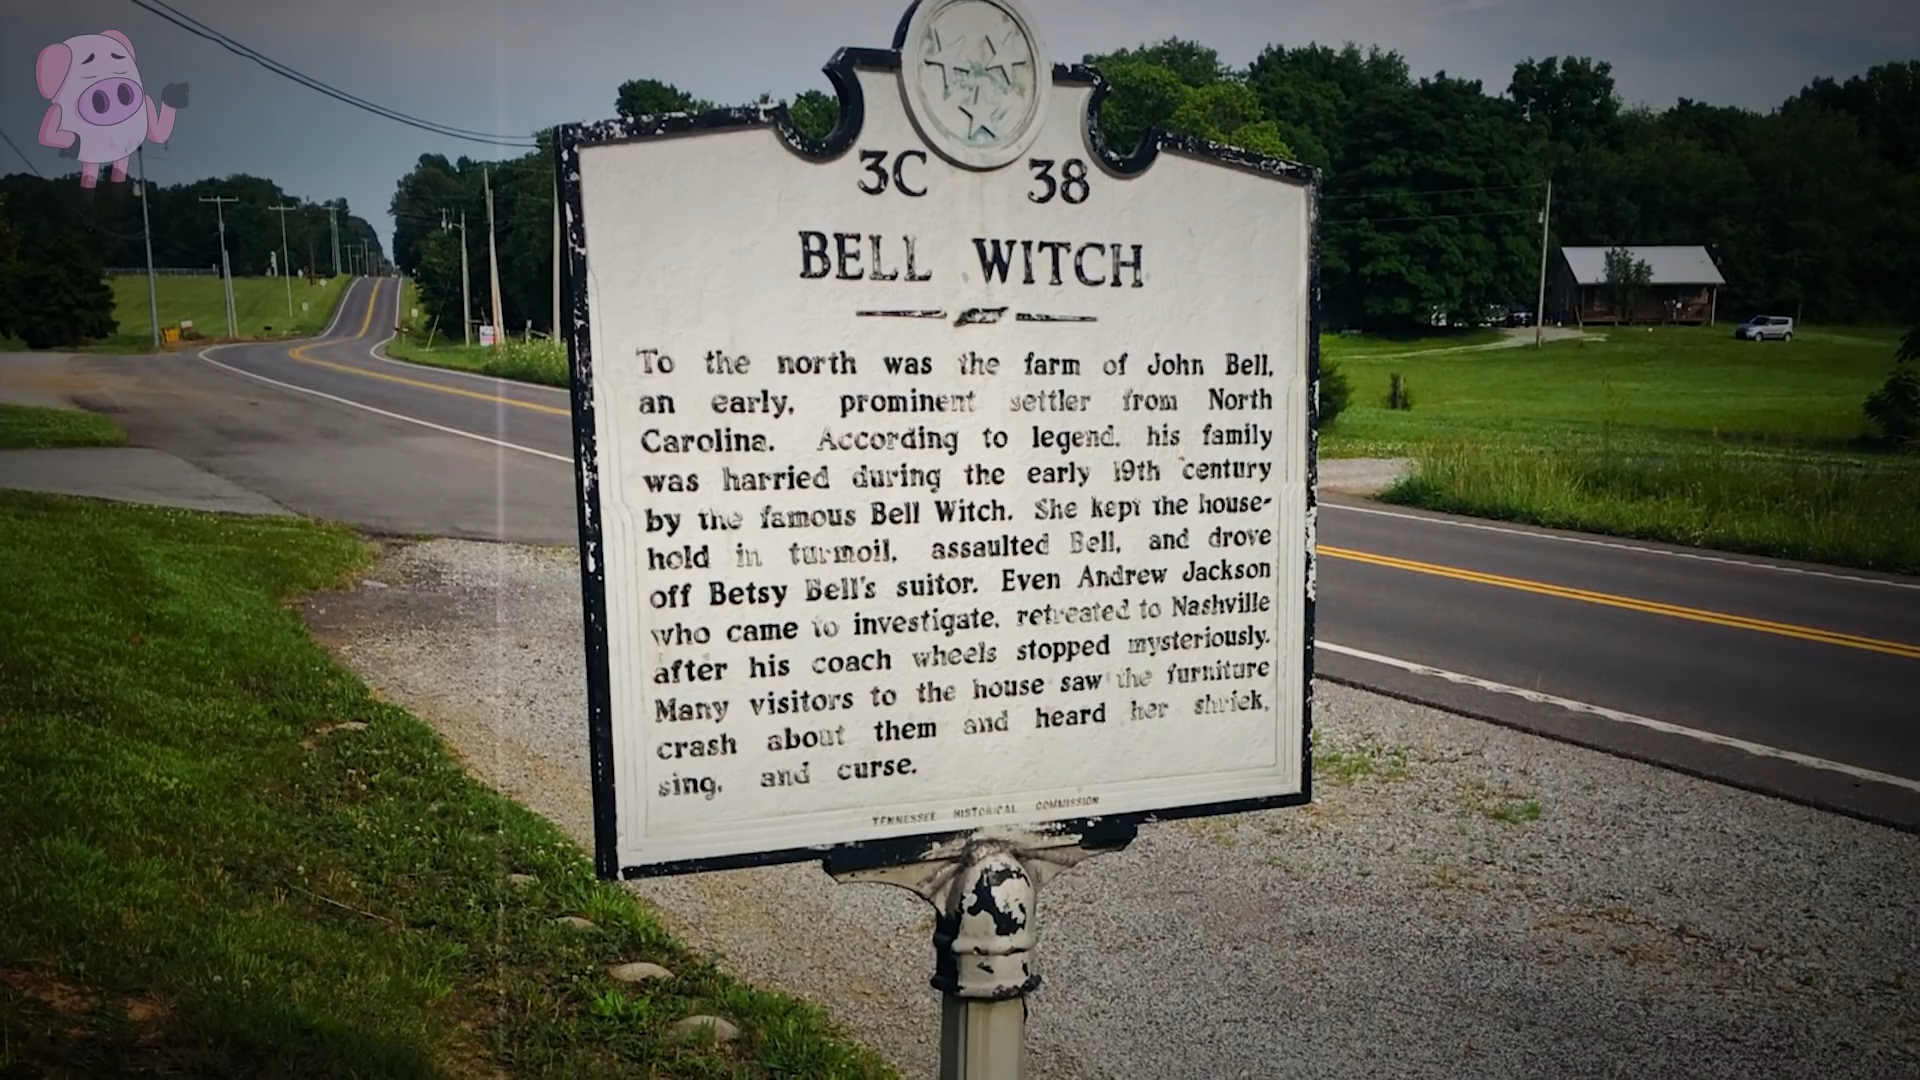 3C 38
BELL WITCH
To the north was the farm of John Bell,
an early, prominent settler from North
Carolina. According to legend, his family
was harried during the early 19th century
by the famous Bell Witch. She kept the house-
hold in turmoil, assaulted Bell, and drove
off Betsy Bell's suitor. Even Andrew Jackson
who came to investigate, retreated to Nashville
after his coach wheels stopped mysteriously.
Many visitors to the house saw the furniture
crash about them and heard her shriek,
sing, and curse.
TENNESSEE HISTORICAL COMMISSION